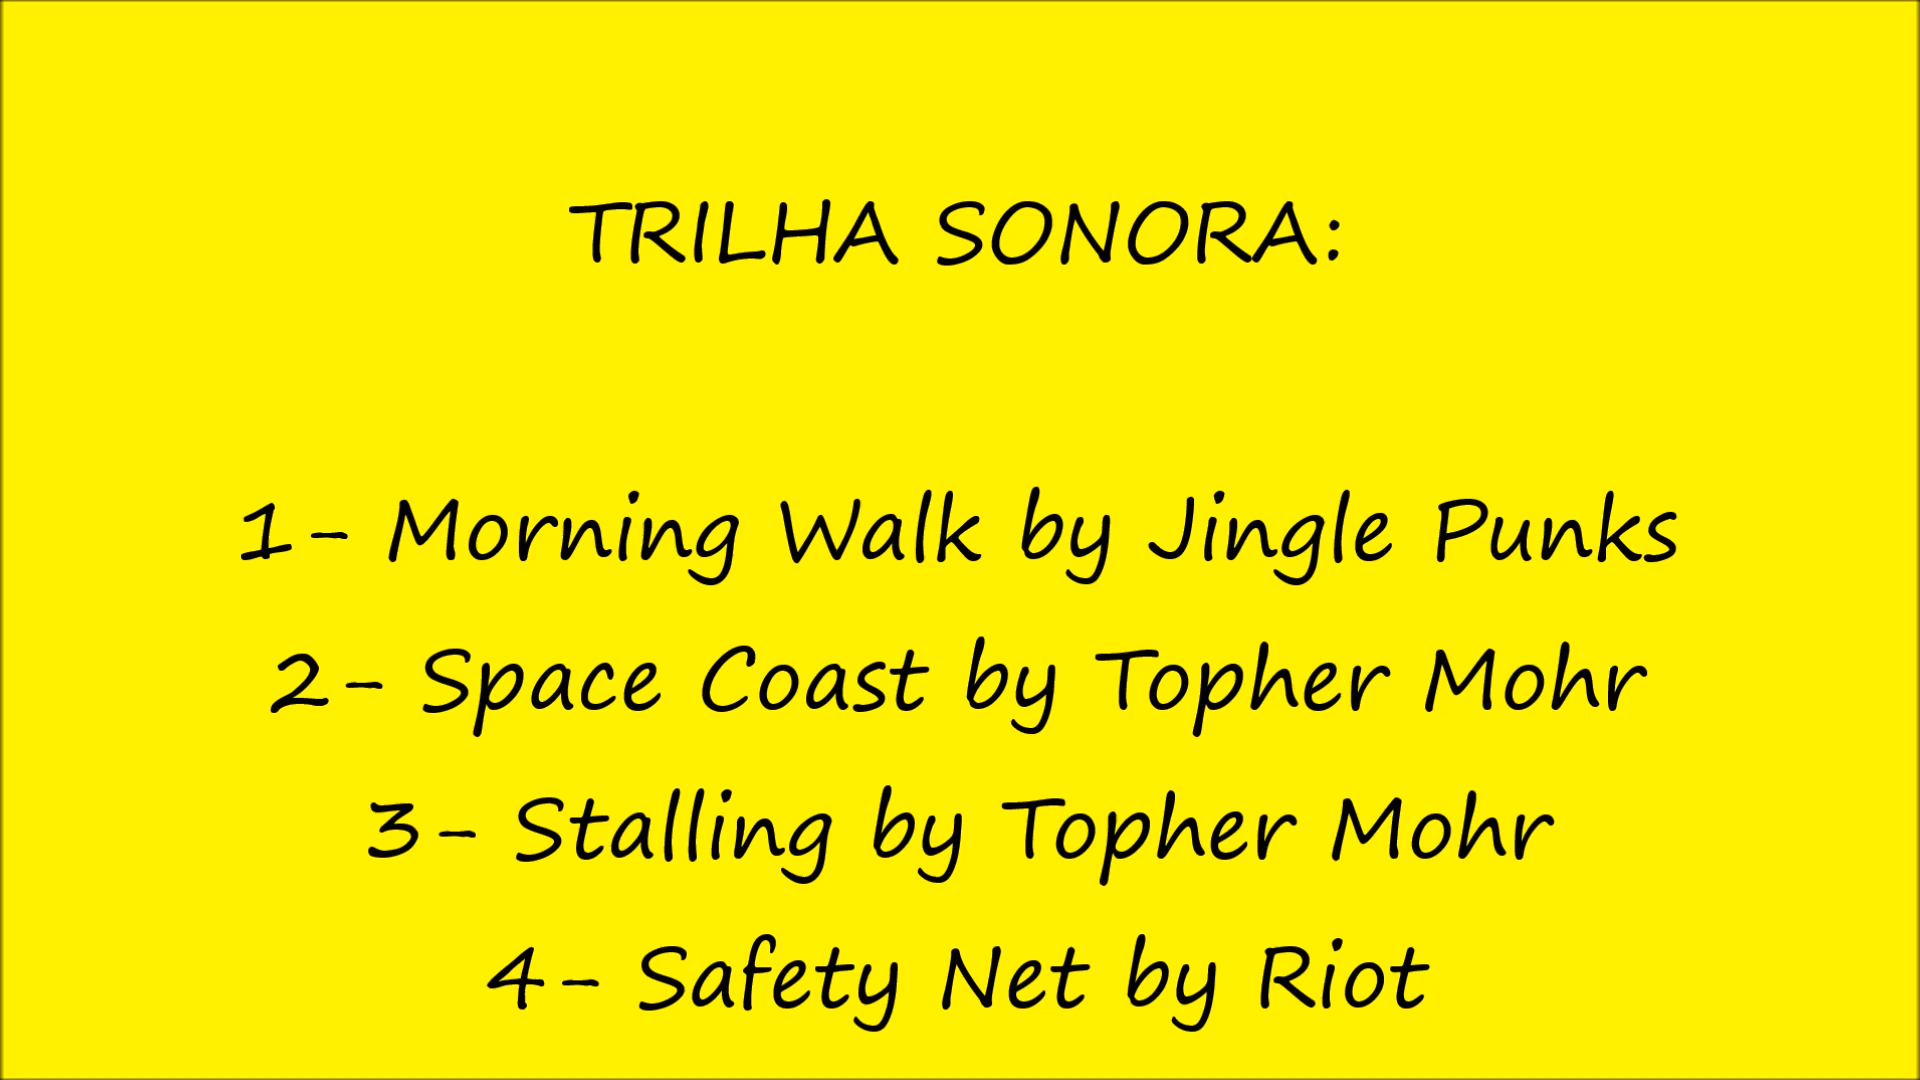 TRILHA SONORA:
1- Morning Walk by Jingle Punks
2- Space Coast by Topher Mohr
3- Stalling by Topher Mohr
4- Safety Net by Riot